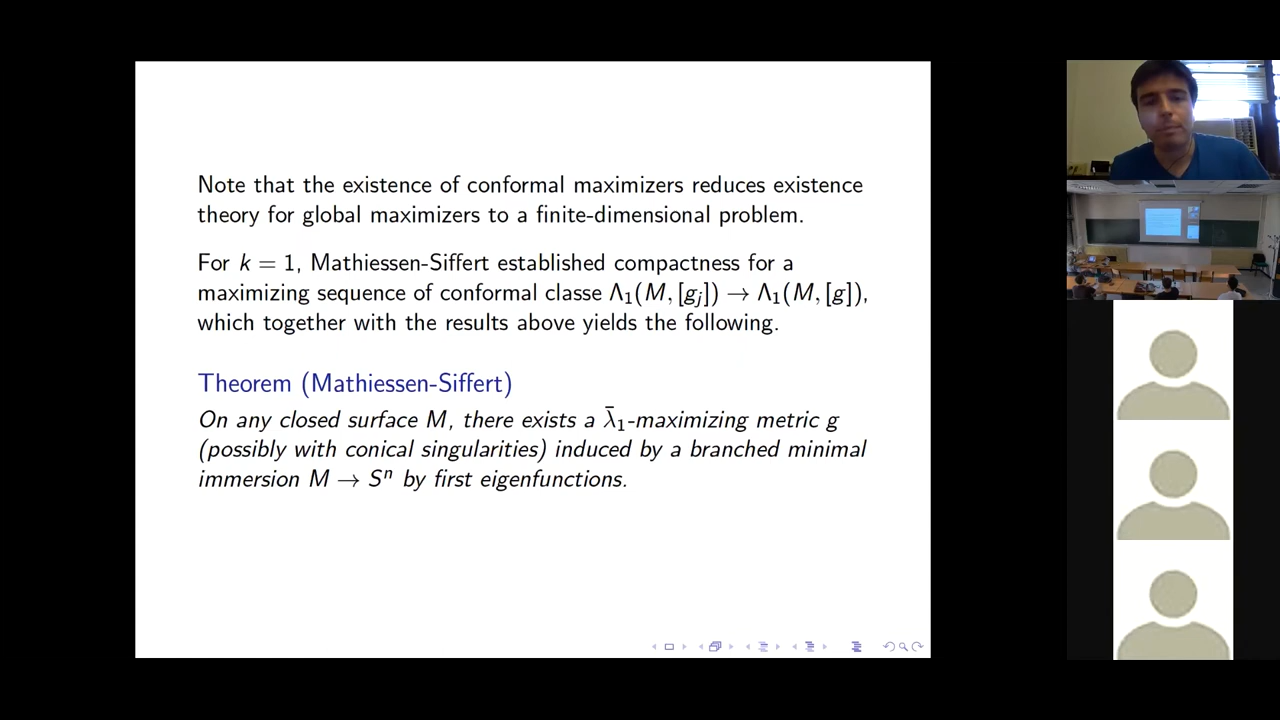 Note that the existence of conformal maximizers reduces existence
theory for global maximizers to a finite-dimensional problem.
For k = 1, Mathiessen-Siffert established compactness for a
maximizing sequence of conformal classe Λ₁(M, [gⱼ]) → Λ₁(M, [g]),
which together with the results above yields the following.
Theorem (Mathiessen-Siffert)
On any closed surface M, there exists a λ̄₁-maximizing metric g
(possibly with conical singularities) induced by a branched minimal
immersion M → Sⁿ by first eigenfunctions.